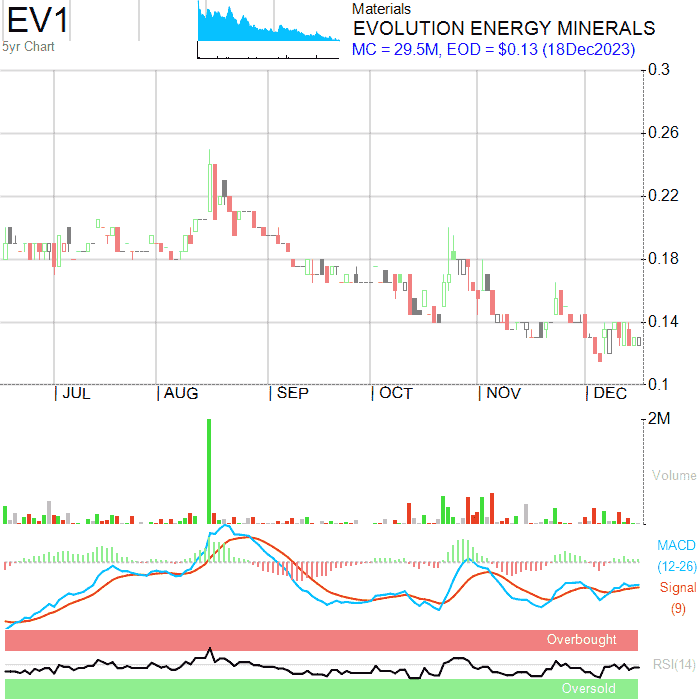 EV1
5yr Chart
Materials
EVOLUTION ENERGY MINERALS
MC = 29.5M, EOD = $0.13 (18Dec2023)
0.3
0.26
0.22
0.18
0.14
0.1
JUL
AUG
SEP
OCT
NOV
DEC
2M
Volume
MACD
(12-26)
Signal
(9)
Overbought
RSI(14)
Oversold